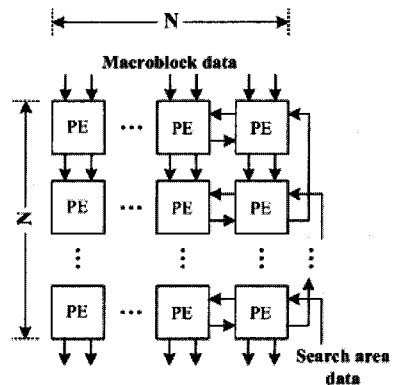 N
Macroblock data
PE ... PE PE
N
PE ... PE PE
PE ... PE PE
Search area
data